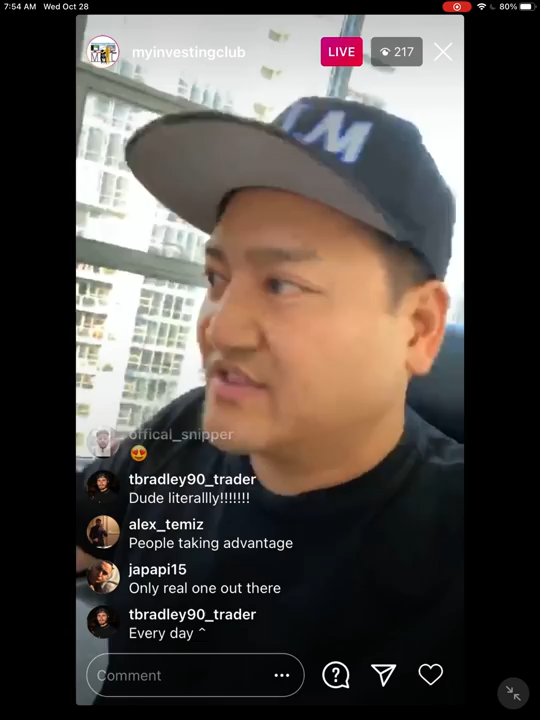 7:54 AM Wed Oct 28
80%
myinvestingclub
LIVE
217
offical_snipper
😍
tbradley90_trader
Dude literallly!!!!!!!
alex_temiz
People taking advantage
japapi15
Only real one out there
tbradley90_trader
Every day ^
Comment